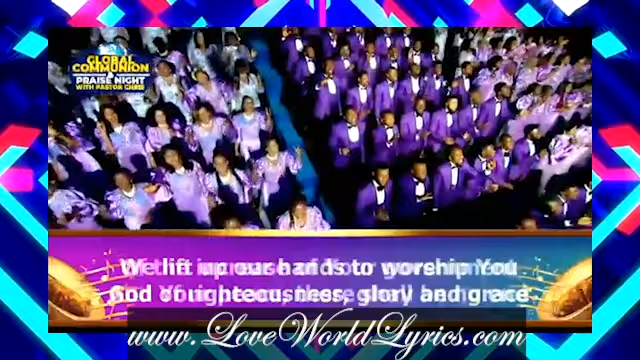 GLOBAL
COMMUNION
PRAISE NIGHT
WITH PASTOR CHRIS
We lift up our hands to worship You
God of righteousness, glory and grace
www.LoveWorldLyrics.com